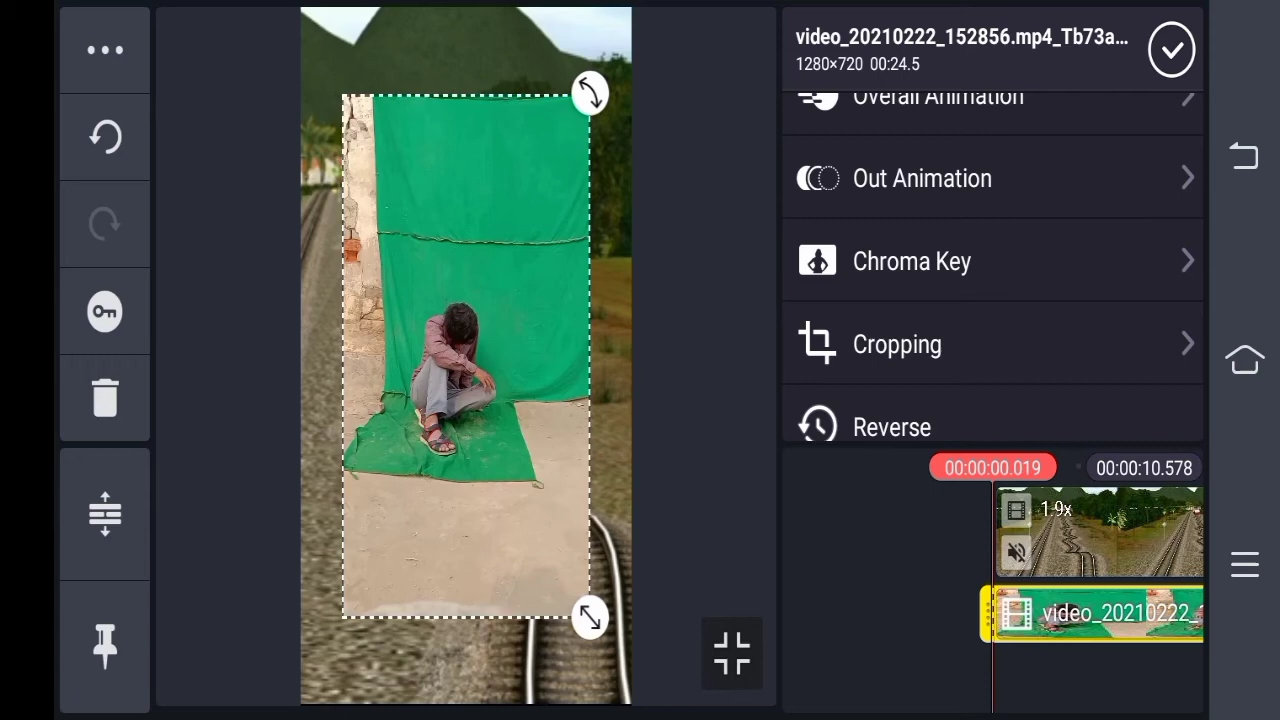 video_20210222_152856.mp4_Tb73a...
1280×720 00:24.5
Overall Animation
Out Animation
Chroma Key
Cropping
Reverse
00:00:00.019
00:00:10.578
1.9x
video_20210222_